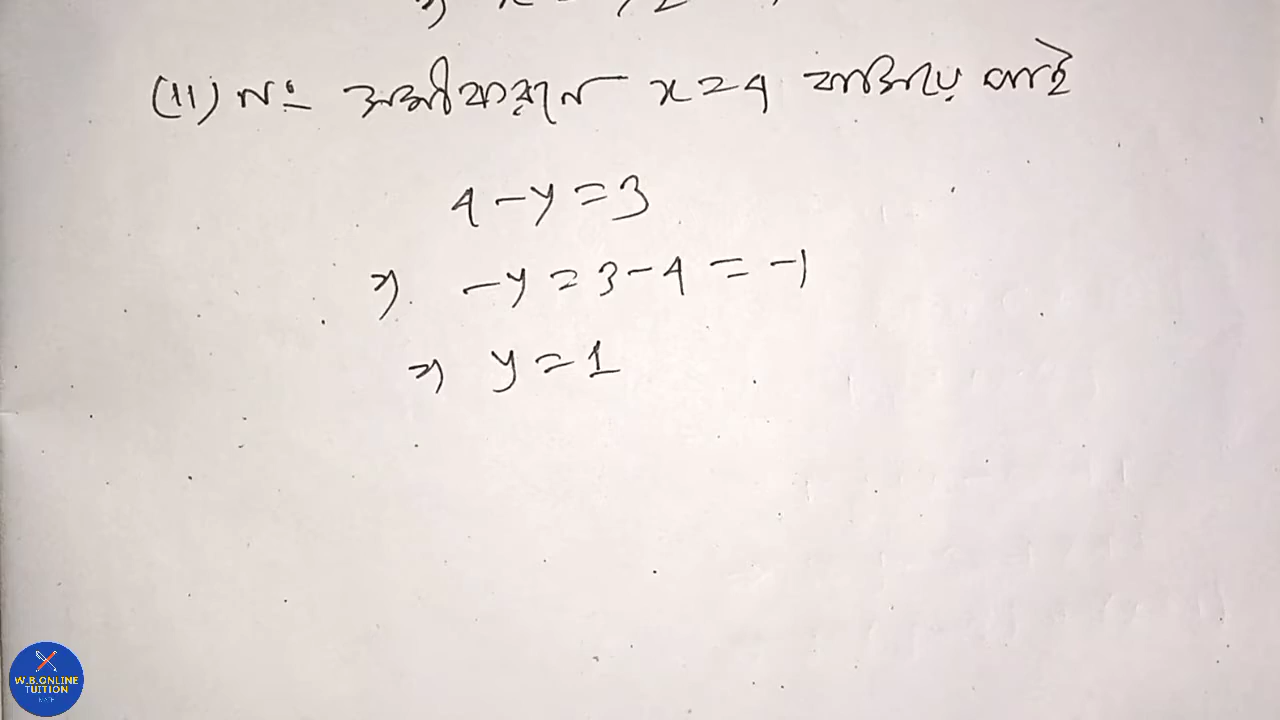 (ii) নং সমীকরণে x = 4 বসিয়ে পাই
4 - y = 3
⇒ - y = 3 - 4 = -1
⇒ y = 1
W.B.ONLINE
TUITION